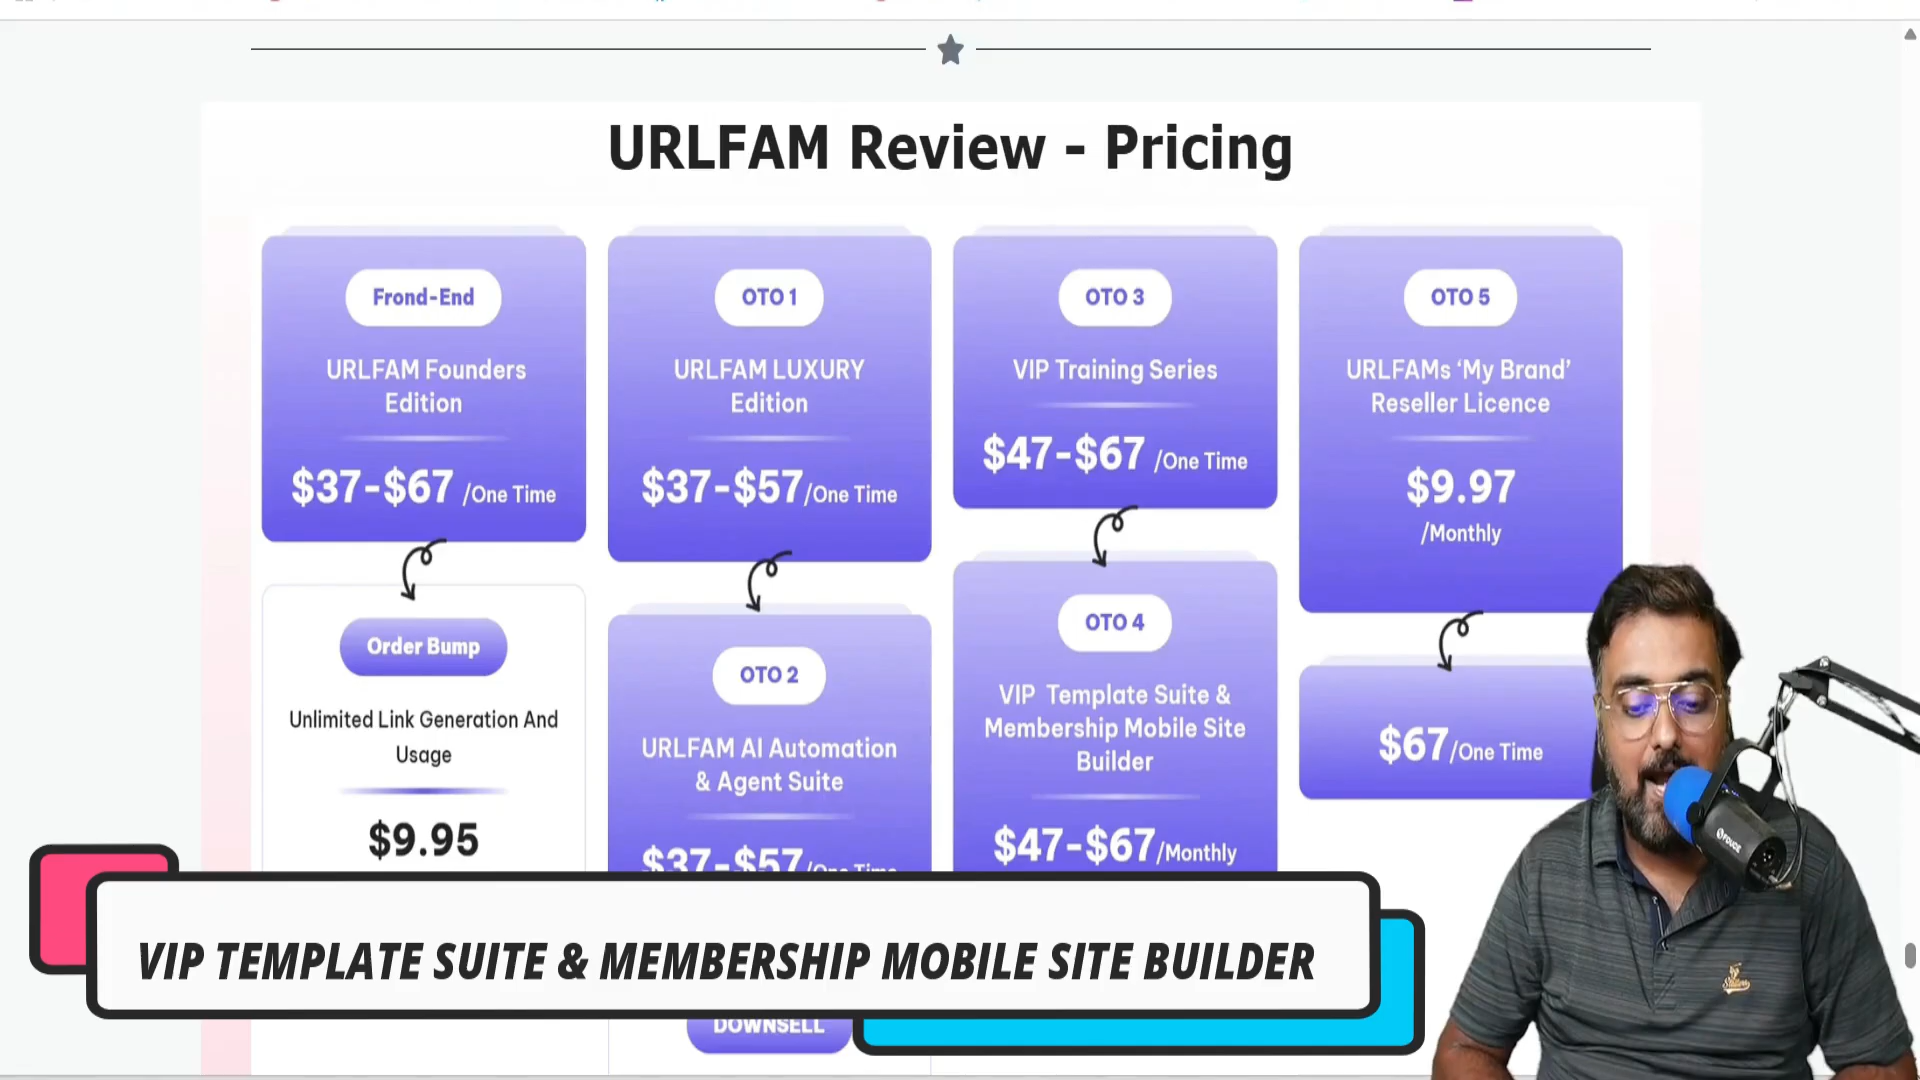 URLFAM Review - Pricing
Frond-End
URLFAM Founders
Edition
$37-$67 /One Time
Order Bump
Unlimited Link Generation And
Usage
$9.95
OTO 1
URLFAM LUXURY
Edition
$37-$57/One Time
OTO 2
URLFAM AI Automation
& Agent Suite
$37-$57/One Time
DOWNSELL
OTO 3
VIP Training Series
$47-$67 /One Time
OTO 4
VIP Template Suite &
Membership Mobile Site
Builder
$47-$67/Monthly
OTO 5
URLFAMs ‘My Brand’
Reseller Licence
$9.97
/Monthly
$67/One Time
VIP TEMPLATE SUITE & MEMBERSHIP MOBILE SITE BUILDER